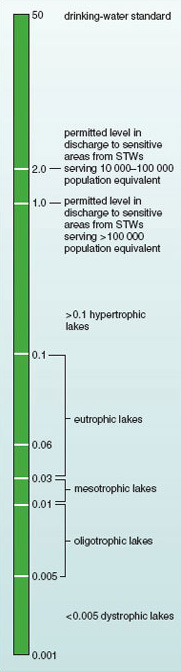 50 drinking-water standard
permitted level in
discharge to sensitive
areas from STWs
2.0 serving 10 000–100 000
population equivalent
1.0 permitted level in
discharge to sensitive
areas from STWs
serving >100 000
population equivalent
>0.1 hypertrophic
lakes
0.1
eutrophic lakes
0.06
0.03
mesotrophic lakes
0.01
oligotrophic lakes
0.005
<0.005 dystrophic lakes
0.001